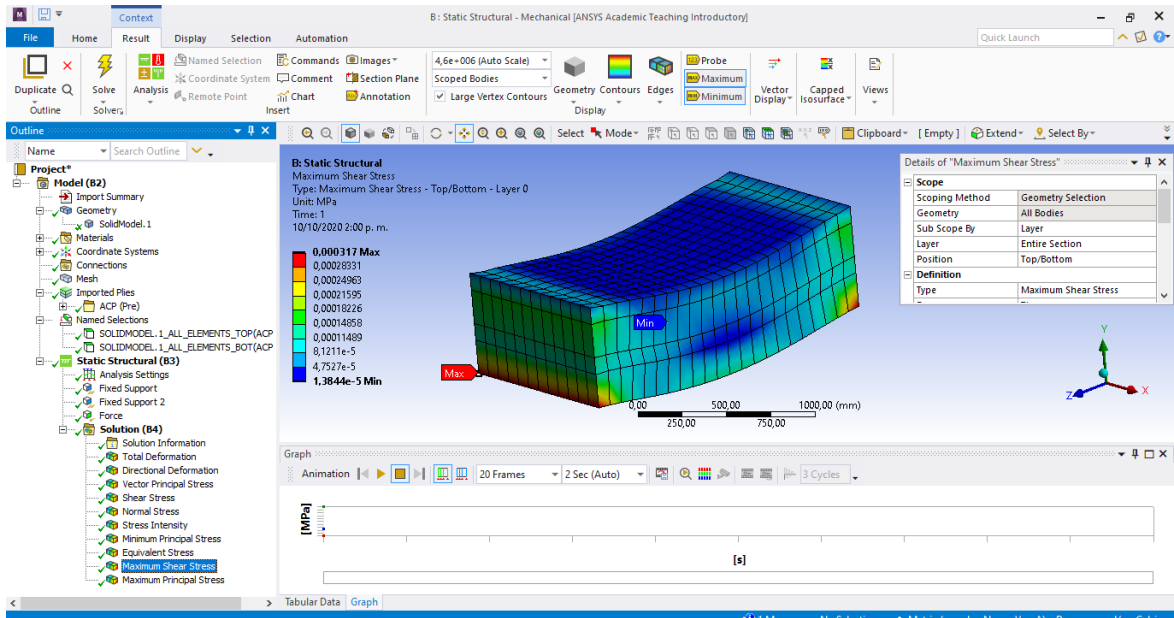 B : Static Structural - Mechanical [ANSYS Academic Teaching Introductory]
Context
File Home Result Display Selection Automation
Quick Launch
Duplicate
Outline
Solve
Solver
Analysis
Named Selection
Coordinate System
Remote Point
Commands
Comment
Chart
Images
Section Plane
Annotation
Insert
4,6e+006 (Auto Scale)
Scoped Bodies
Large Vertex Contours
Geometry Contours Edges
Display
Probe
Maximum
Minimum
Vector Display
Capped Isosurface
Views
Outline
Name
Search Outline
Select Mode
Clipboard
[ Empty ]
Extend
Select By
Project*
Model (B2)
Import Summary
Geometry
SolidModel.1
Materials
Coordinate Systems
Connections
Mesh
Imported Plies
ACP (Pre)
Named Selections
SOLIDMODEL.1_ALL_ELEMENTS_TOP(ACP
SOLIDMODEL.1_ALL_ELEMENTS_BOT(ACP
Static Structural (B3)
Analysis Settings
Fixed Support
Fixed Support 2
Force
Solution (B4)
Solution Information
Total Deformation
Directional Deformation
Vector Principal Stress
Shear Stress
Normal Stress
Stress Intensity
Minimum Principal Stress
Equivalent Stress
Maximum Shear Stress
Maximum Principal Stress
B: Static Structural
Maximum Shear Stress
Type: Maximum Shear Stress - Top/Bottom - Layer 0
Unit: MPa
Time: 1
10/10/2020 2:00 p. m.
0,000317 Max
0,00028331
0,00024963
0,00021595
0,00018226
0,00014858
0,00011489
8,1211e-5
4,7527e-5
1,3844e-5 Min
Max
Min
0,00 500,00 1000,00 (mm)
250,00 750,00
Y
Z
X
Details of "Maximum Shear Stress"
Scope
Scoping Method Geometry Selection
Geometry All Bodies
Sub Scope By Layer
Layer Entire Section
Position Top/Bottom
Definition
Type Maximum Shear Stress
Graph
Animation
20 Frames
2 Sec (Auto)
3 Cycles
[MPa]
[s]
Tabular Data Graph